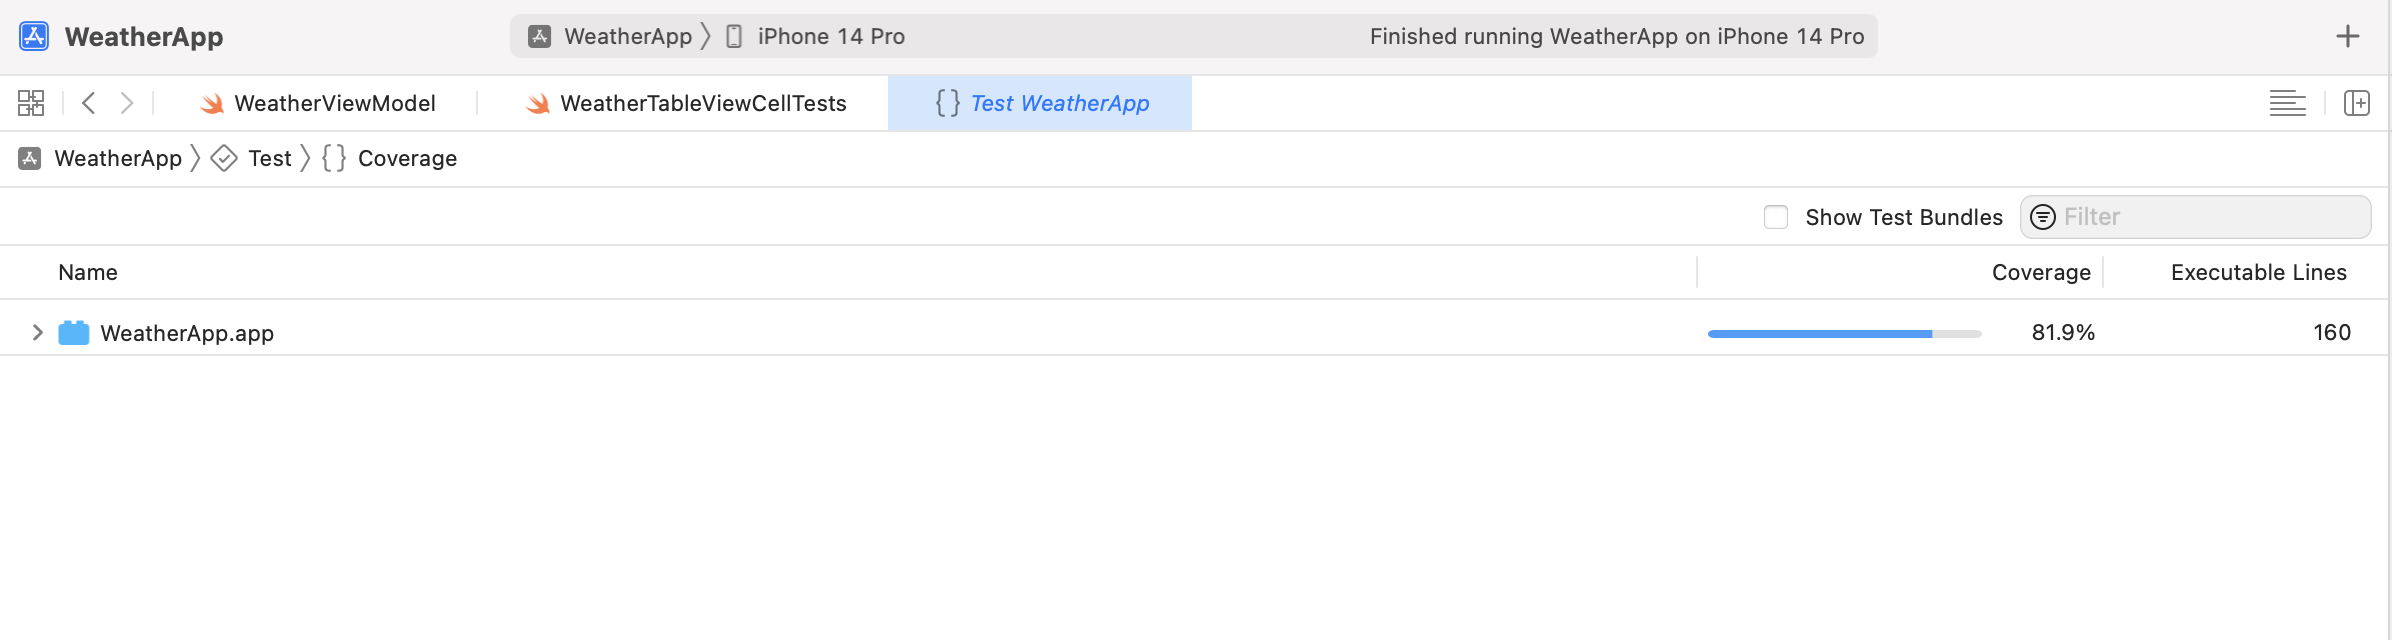 WeatherApp
WeatherApp iPhone 14 Pro Finished running WeatherApp on iPhone 14 Pro
WeatherViewModel WeatherTableViewCellTests {} Test WeatherApp
WeatherApp Test {} Coverage
Show Test Bundles Filter
Name Coverage Executable Lines
WeatherApp.app 81.9% 160